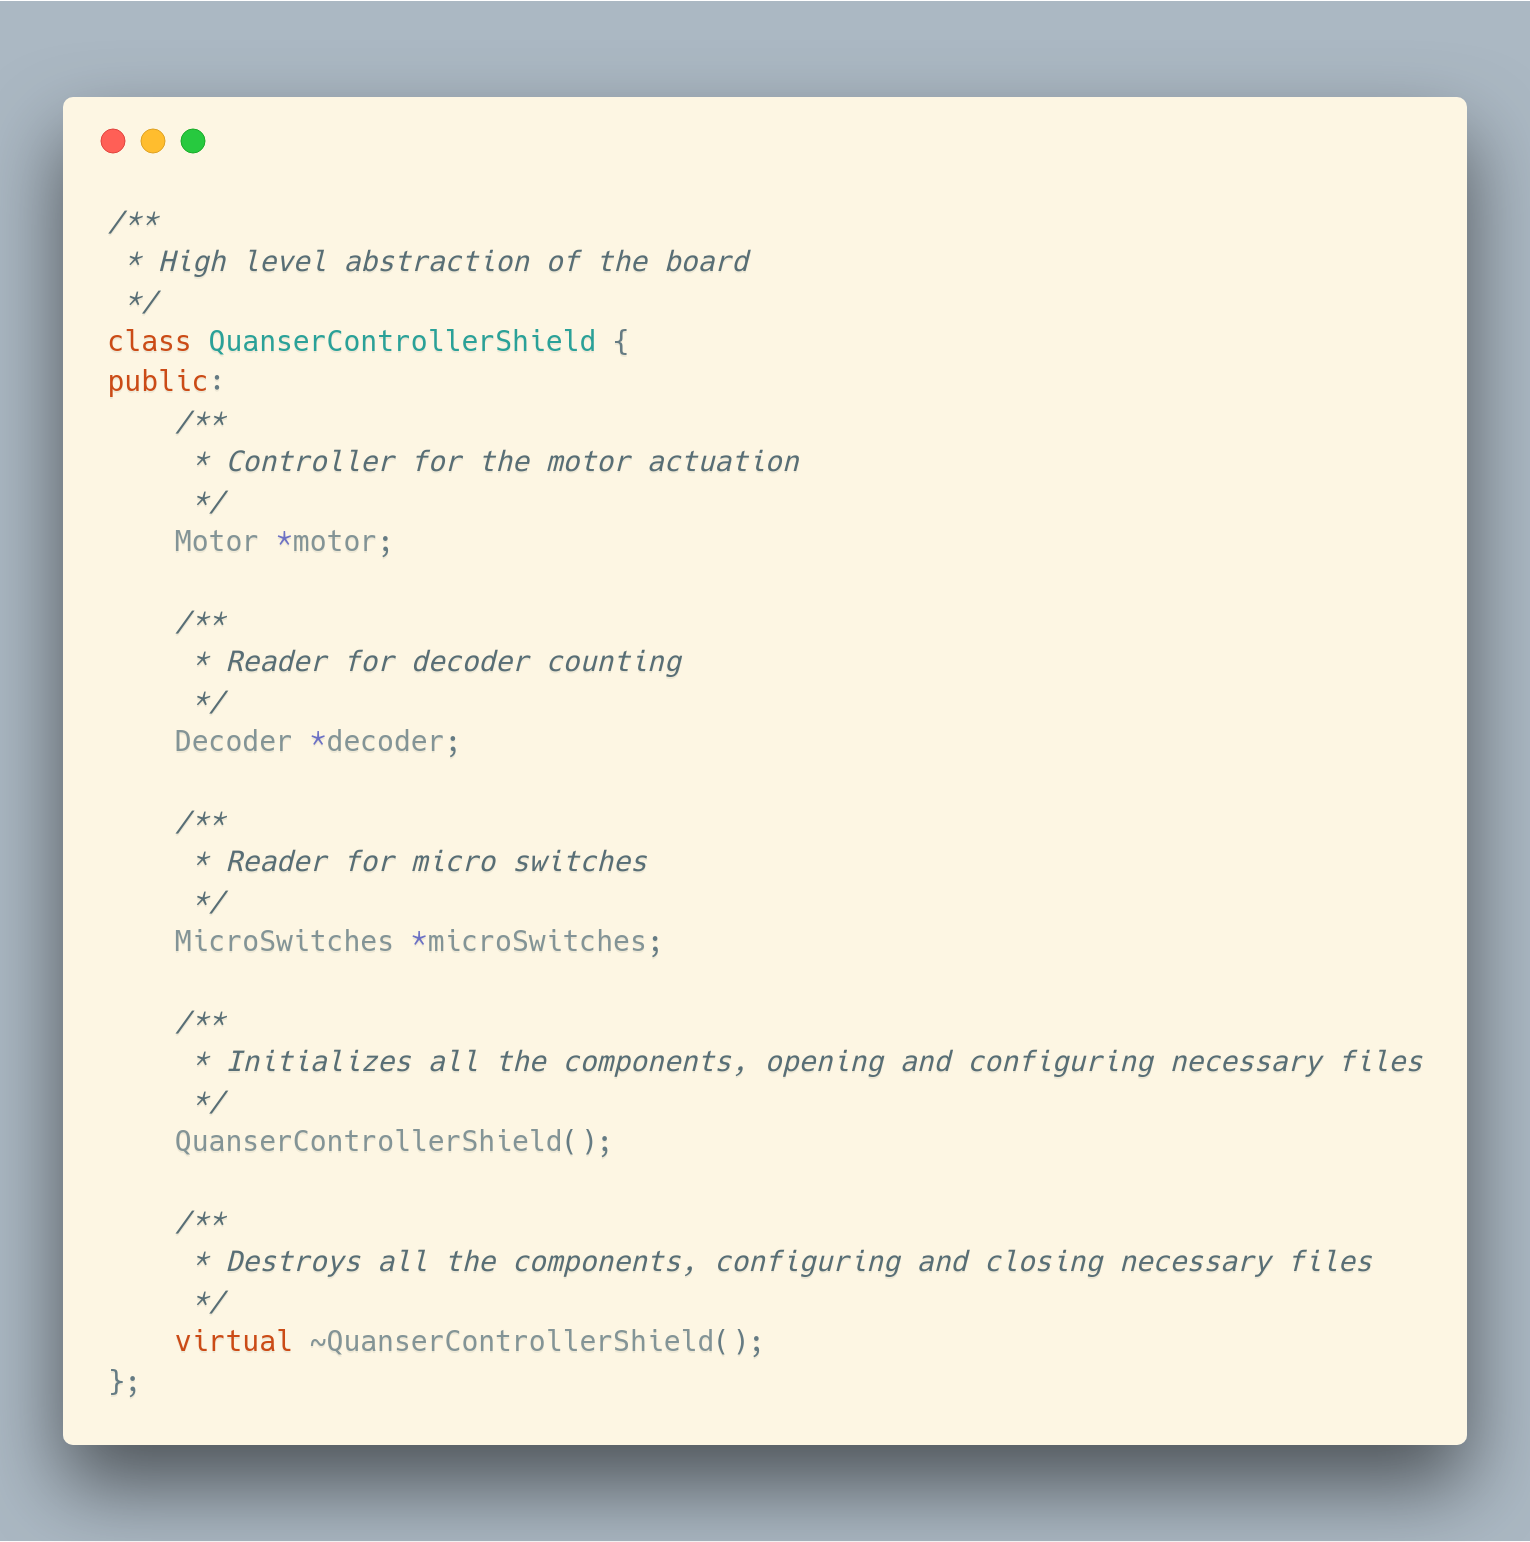 /**
 * High level abstraction of the board
 */
class QuanserControllerShield {
public:
    /**
     * Controller for the motor actuation
     */
    Motor *motor;

    /**
     * Reader for decoder counting
     */
    Decoder *decoder;

    /**
     * Reader for micro switches
     */
    MicroSwitches *microSwitches;

    /**
     * Initializes all the components, opening and configuring necessary files
     */
    QuanserControllerShield();

    /**
     * Destroys all the components, configuring and closing necessary files
     */
    virtual ~QuanserControllerShield();
};